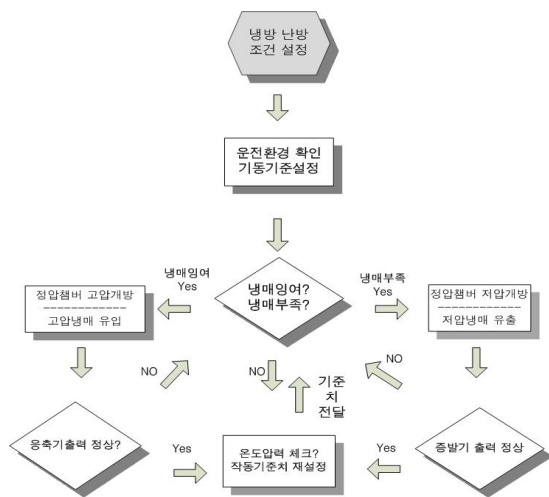 냉방 난방
조건 설정
운전환경 확인
기동기준설정
냉매잉여
Yes
냉매잉여?
냉매부족?
냉매부족
Yes
정압챔버 고압개방
-------------
고압냉매 유입
정압챔버 저압개방
-------------
저압냉매 유출
NO
NO
기준
치
전달
NO
응축기출력 정상?
Yes
온도압력 체크?
작동기준치 재설정
Yes
증발기 출력 정상